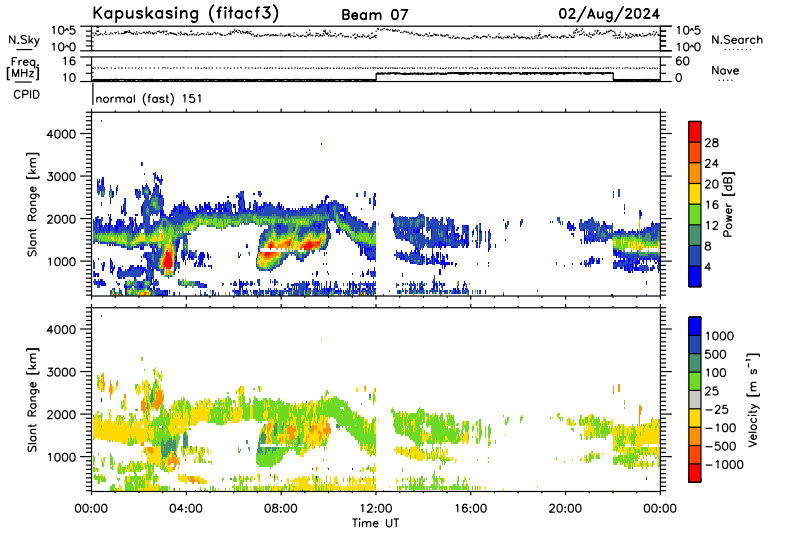 Kapuskasing (fitacf3) Beam 07 02/Aug/2024
N.Sky 10^5 10^0 10^5 10^0 N.Search
Freq. [MHz] 16 10 60 0 Nave
CPID normal (fast) 151
Slant Range [km]
4000
3000
2000
1000
Power [dB]
28
24
20
16
12
8
4
Slant Range [km]
4000
3000
2000
1000
Velocity [m s⁻¹]
1000
500
100
25
−25
−100
−500
−1000
00:00 04:00 08:00 12:00 16:00 20:00 00:00
Time UT